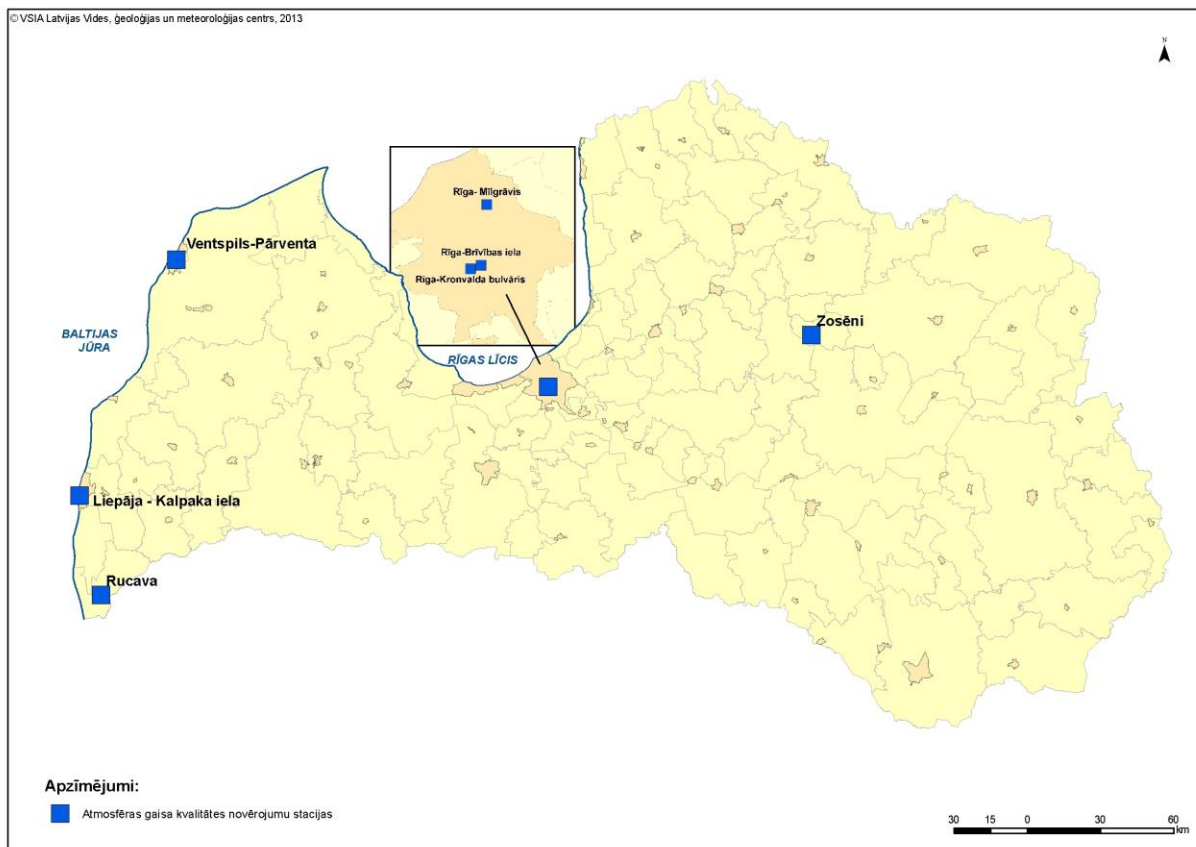 © VSIA Latvijas Vides, ģeoloģijas un meteoroloģijas centrs, 2013
N
Rīga- Mīlgrāvis
Ventspils-Pārventa
Rīga-Brīvības iela
Rīga-Kronvalda bulvāris
Zosēni
BALTIJAS
JŪRA
RĪGAS LĪCIS
Liepāja - Kalpaka iela
Rucava
Apzīmējumi:
Atmosfēras gaisa kvalitātes novērojumu stacijas
30 15 0 30 60
km